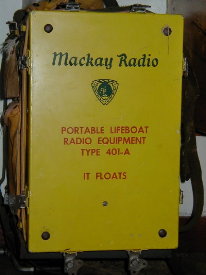 Mackay Radio
PORTABLE LIFEBOAT
RADIO EQUIPMENT
TYPE 401-A
IT FLOATS